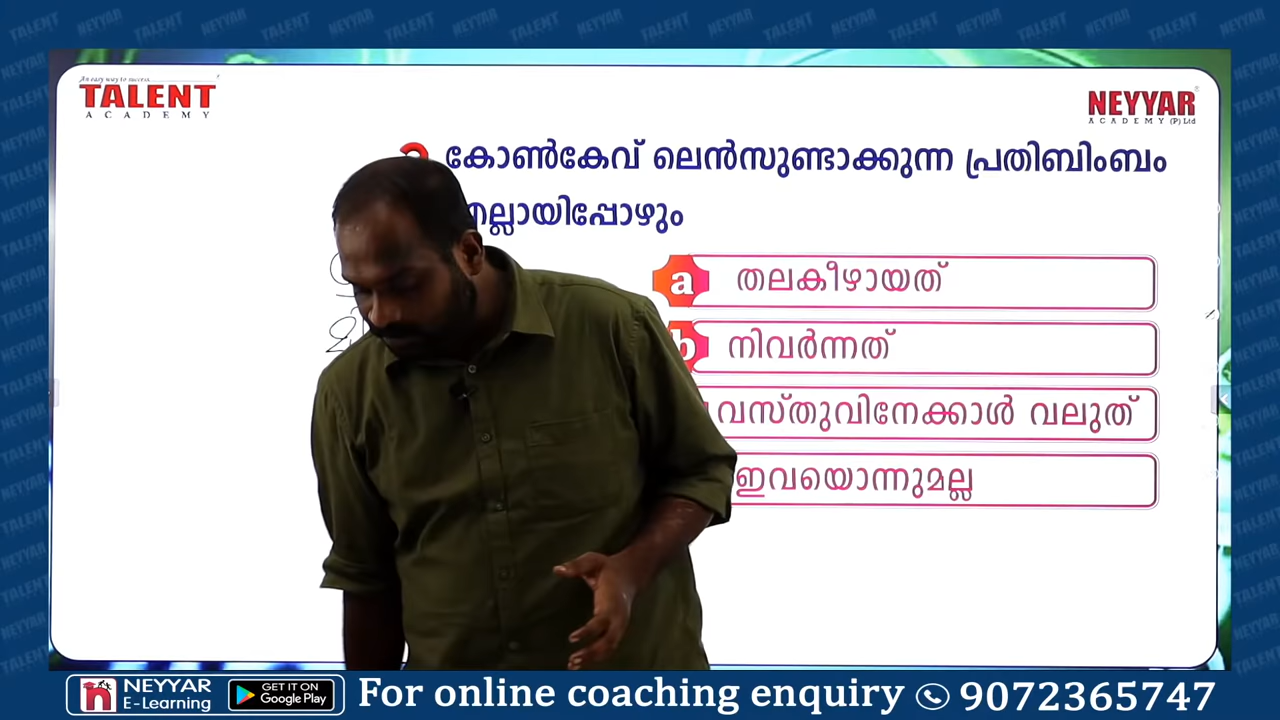 An easy way to success
TALENT
ACADEMY
NEYYAR
ACADEMY (P) Ltd
കോൺകേവ് ലെൻസുണ്ടാക്കുന്ന പ്രതിബിംബം
എല്ലായിപ്പോഴും
a തലകീഴായത്
b നിവർന്നത്
വസ്തുവിനേക്കാൾ വലുത്
ഇവയൊന്നുമല്ല
NEYYAR
E-Learning
GET IT ON
Google Play
For online coaching enquiry 9072365747